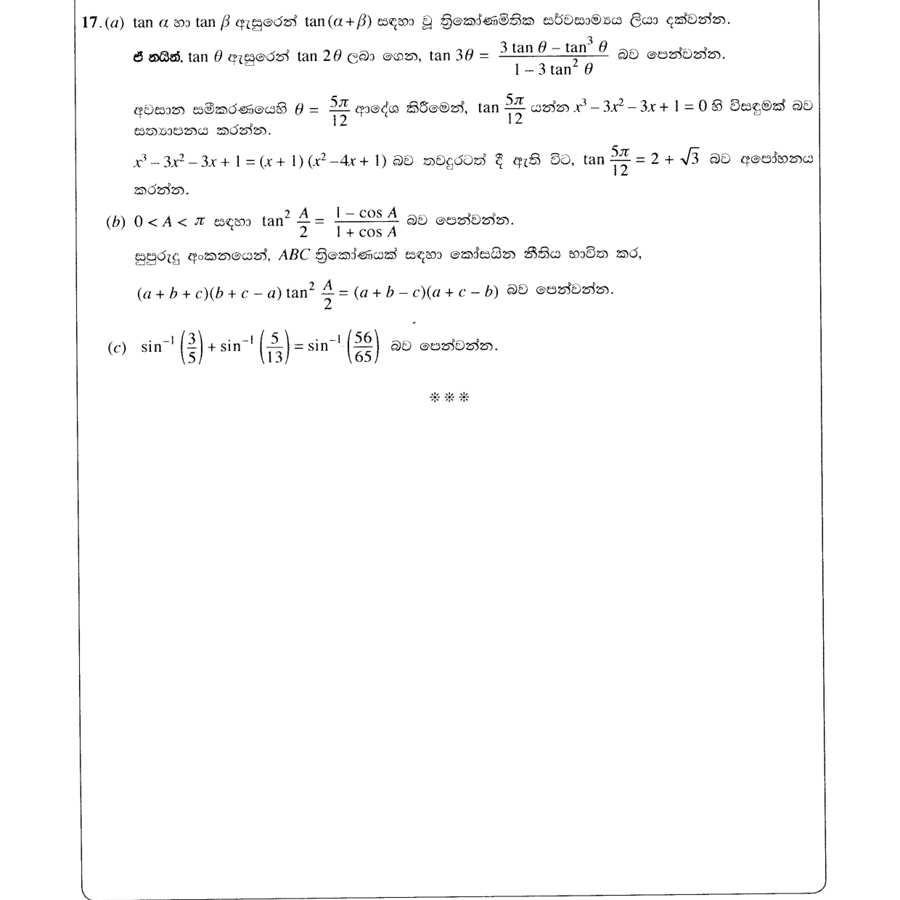 17. (a) tan α හා tan β ඇසුරෙන් tan (α + β) සඳහා වූ ත්‍රිකෝණමිතික සර්වසාම්‍යය ලියා දක්වන්න.
ඒ නයින්, tan θ ඇසුරෙන් tan 2θ ලබා ගෙන, tan 3θ = (3 tan θ – tan³ θ)/(1 – 3 tan² θ) බව පෙන්වන්න.
අවසාන සමීකරණයෙහි θ = 5π/12 ආදේශ කිරීමෙන්, tan 5π/12 යන්න x³ – 3x² – 3x + 1 = 0 හි විසඳුමක් බව
සත්‍යාපනය කරන්න.
x³ – 3x² – 3x + 1 = (x + 1) (x² – 4x + 1) බව තවදුරටත් දී ඇති විට, tan 5π/12 = 2 + √3 බව අපෝහනය
කරන්න.
(b) 0 < A < π සඳහා tan² A/2 = (1 – cos A)/(1 + cos A) බව පෙන්වන්න.
සුපුරුදු අංකනයෙන්, ABC ත්‍රිකෝණයක් සඳහා කෝසයින නීතිය භාවිත කර,
(a + b + c)(b + c – a) tan² A/2 = (a + b – c)(a + c – b) බව පෙන්වන්න.
(c) sin⁻¹ (3/5) + sin⁻¹ (5/13) = sin⁻¹ (56/65) බව පෙන්වන්න.
※※※